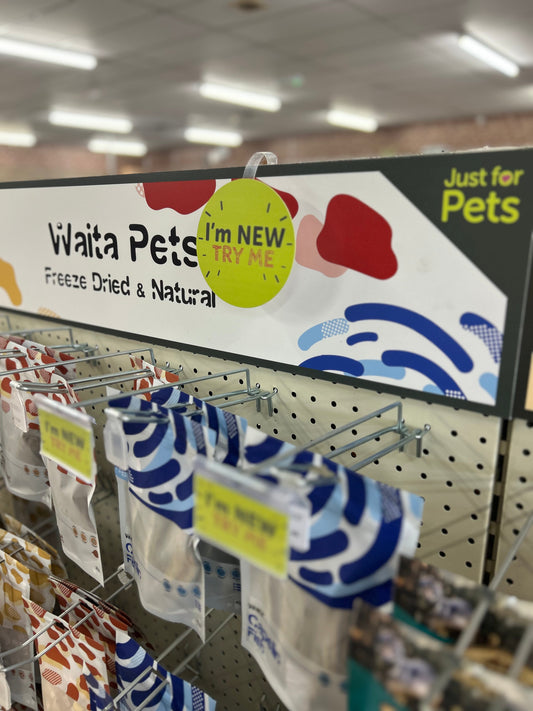 Just for
Pets
Waita Pets
Freeze Dried & Natural
I'm NEW
TRY ME
I'm NEW
TRY ME
I'm NEW
TRY ME